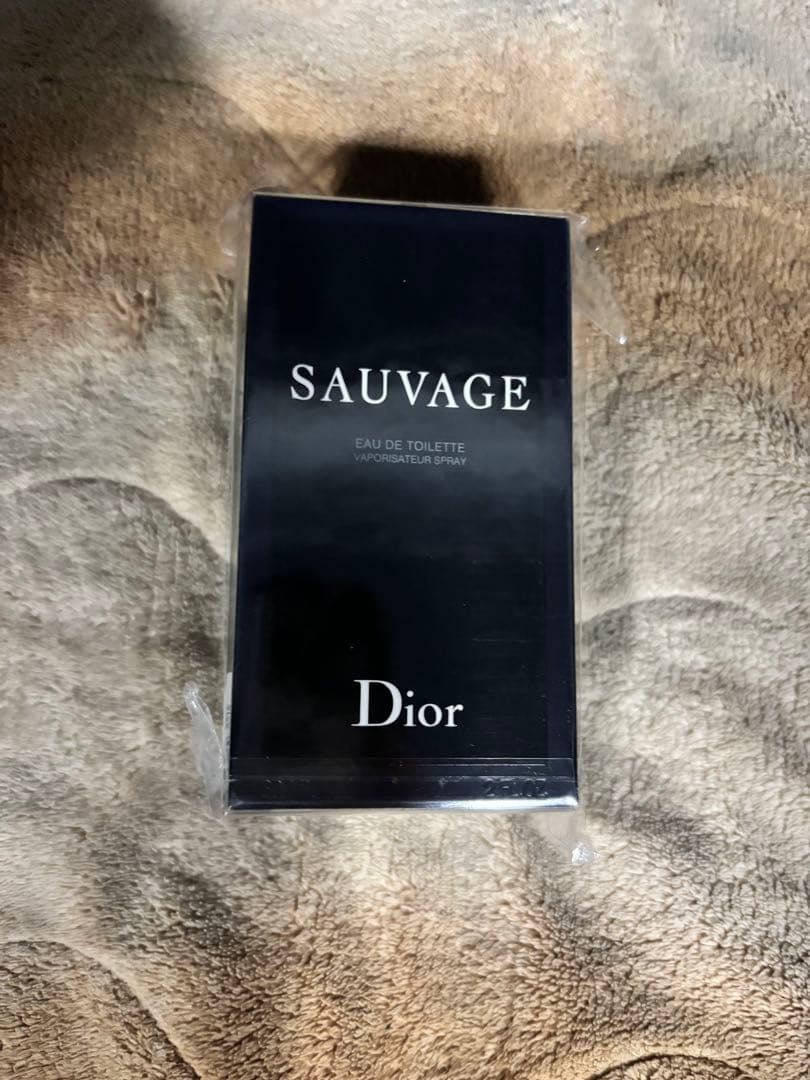 SAUVAGE
EAU DE TOILETTE
VAPORISATEUR SPRAY
Dior